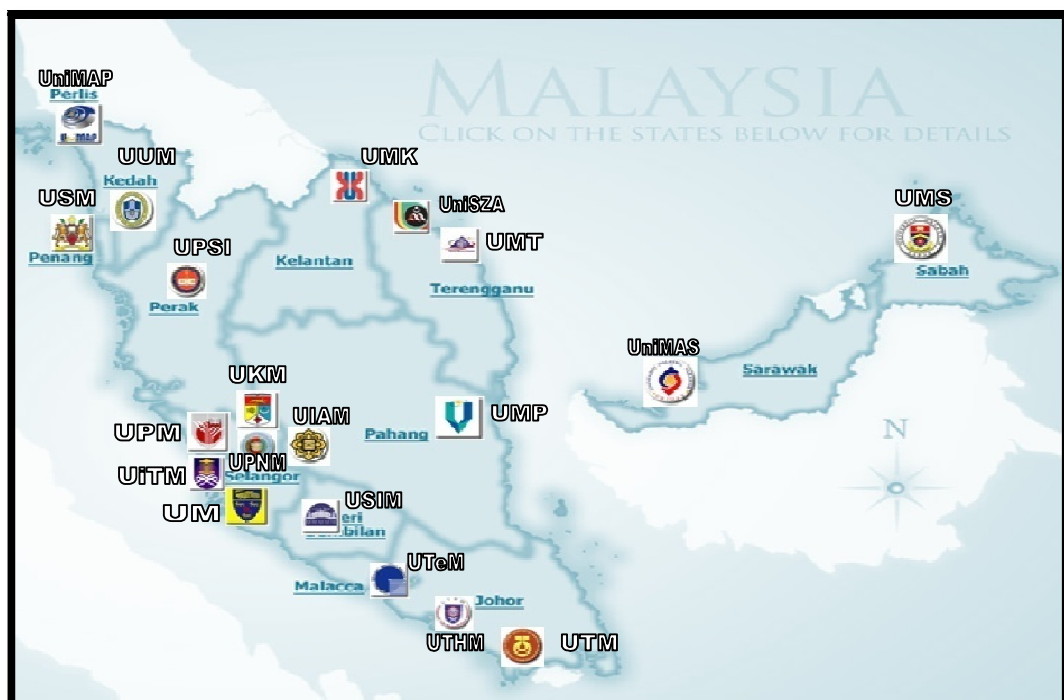 MALAYSIA
CLICK ON THE STATES BELOW FOR DETAILS
UniMAP
Perlis
UUM
Kedah
UMK
USM
UniSZA
UMS
Penang
UPSI
UMT
Kelantan
Sabah
Perak
Terengganu
UniMAS
Sarawak
UKM
UIAM
UMP
UPM
Pahang
N
UPNM
UiTM
Selangor
USIM
UM
eri
bilan
UTeM
Malacca
Johor
UTHM
UTM